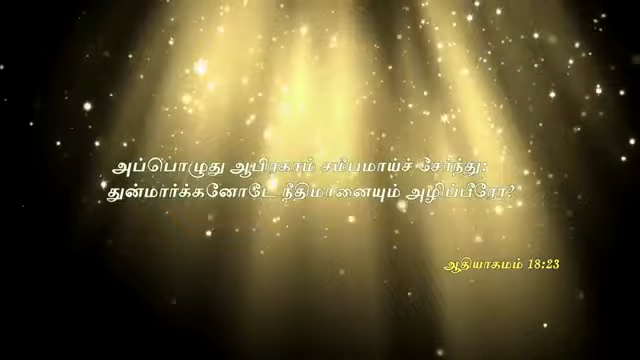 அப்பொழுது ஆபிரகாம் சமீபமாய்ச் சேர்ந்து:
துன்மார்க்கனோடே நீதிமானையும் அழிப்பீரோ?
ஆதியாகமம் 18:23